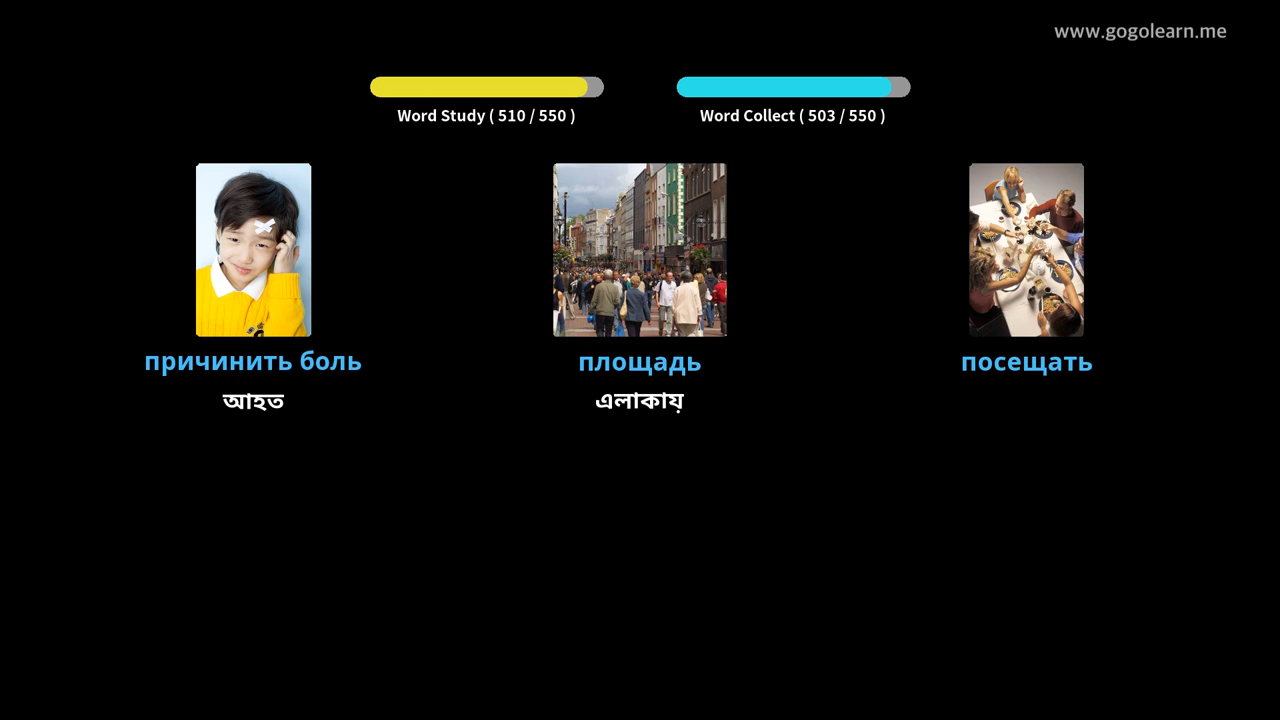 www.gogolearn.me
Word Study ( 510 / 550 )
Word Collect ( 503 / 550 )
причинить боль
площадь
посещать
আহত
এলাকায়